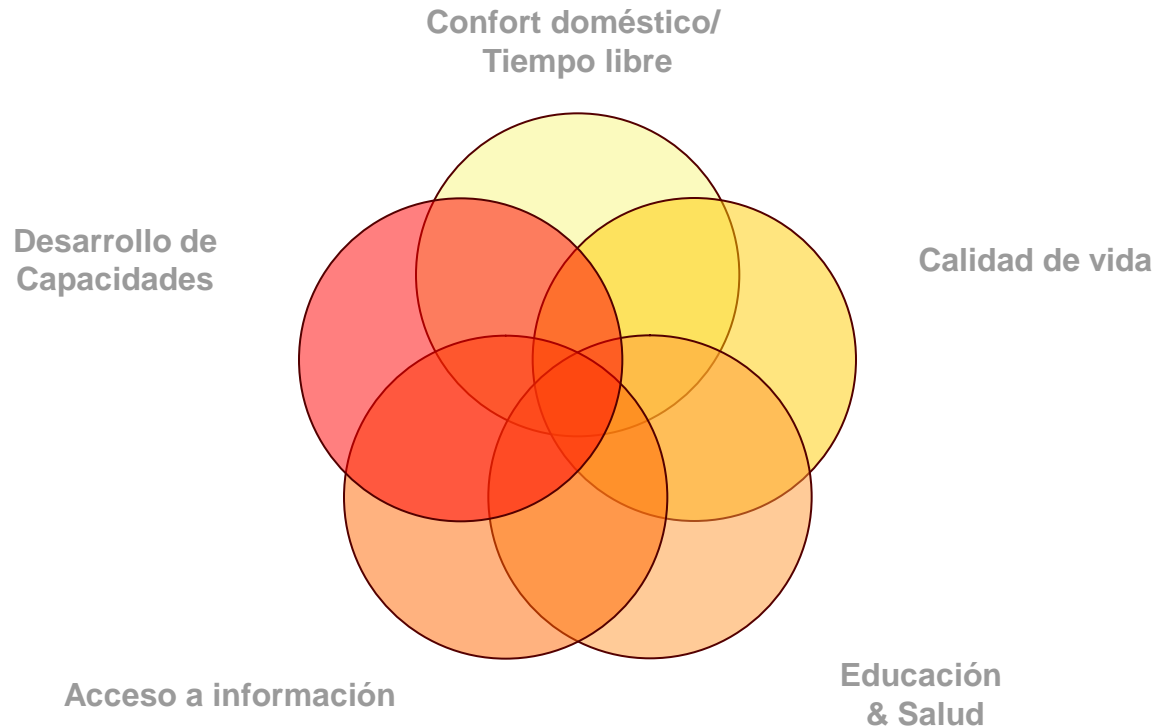 Confort doméstico/
Tiempo libre
Desarrollo de
Capacidades
Calidad de vida
Acceso a información
Educación
& Salud